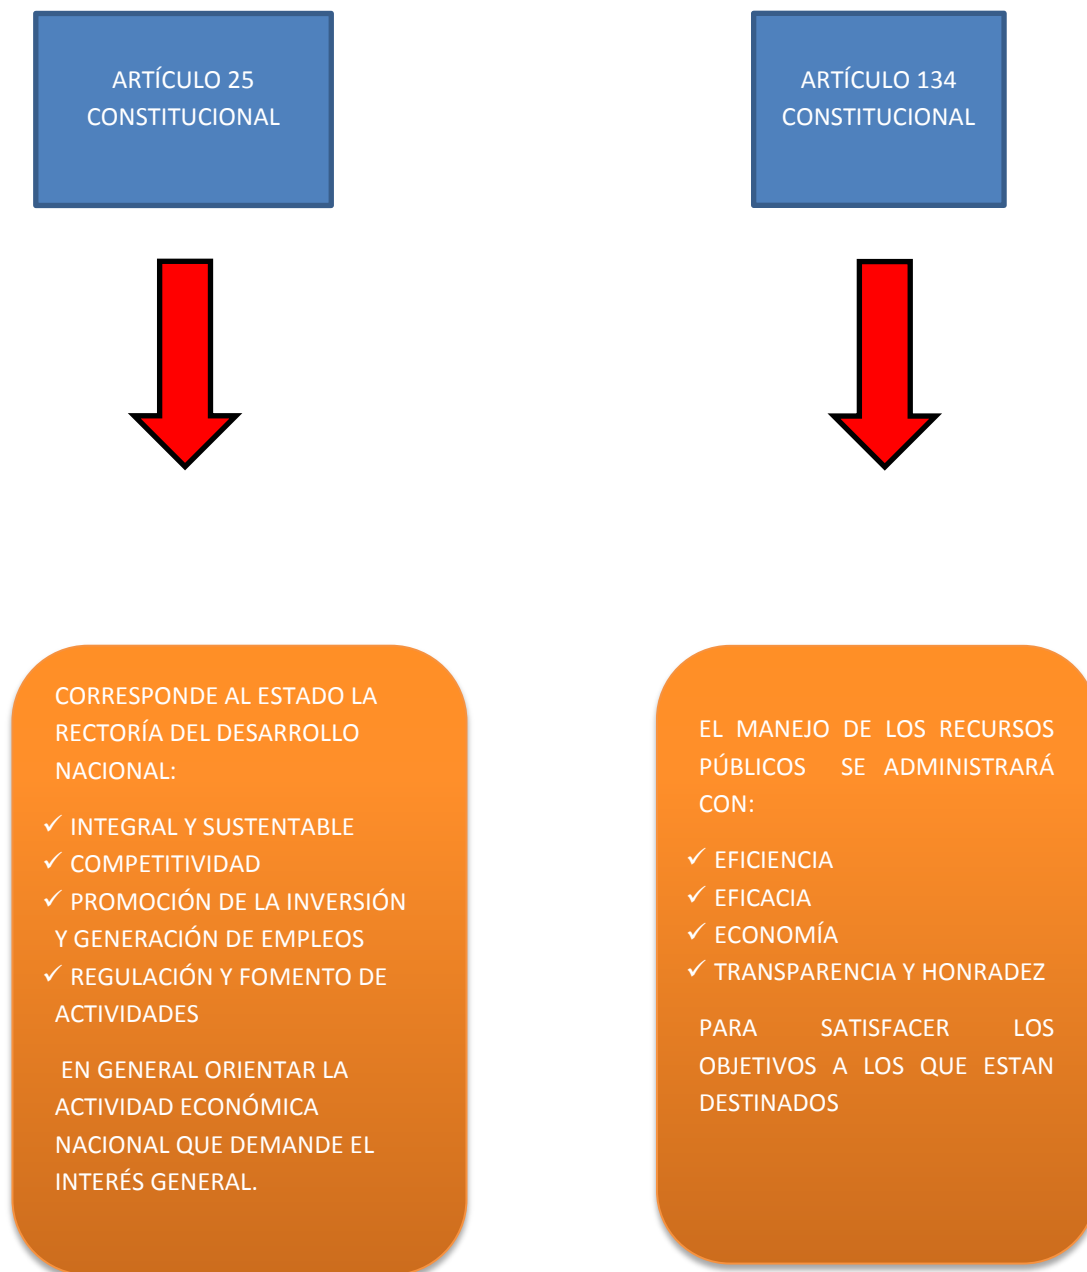 ARTÍCULO 25
CONSTITUCIONAL
ARTÍCULO 134
CONSTITUCIONAL
CORRESPONDE AL ESTADO LA
RECTORÍA DEL DESARROLLO
NACIONAL:
✓ INTEGRAL Y SUSTENTABLE
✓ COMPETITIVIDAD
✓ PROMOCIÓN DE LA INVERSIÓN
Y GENERACIÓN DE EMPLEOS
✓ REGULACIÓN Y FOMENTO DE
ACTIVIDADES
EN GENERAL ORIENTAR LA
ACTIVIDAD ECONÓMICA
NACIONAL QUE DEMANDE EL
INTERÉS GENERAL.
EL MANEJO DE LOS RECURSOS
PÚBLICOS SE ADMINISTRARÁ
CON:
✓ EFICIENCIA
✓ EFICACIA
✓ ECONOMÍA
✓ TRANSPARENCIA Y HONRADEZ
PARA SATISFACER LOS
OBJETIVOS A LOS QUE ESTAN
DESTINADOS